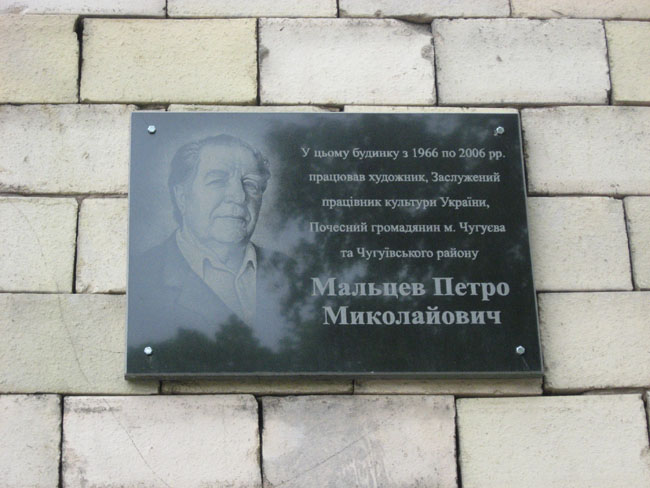 У цьому будинку з 1966 по 2006 рр.
працював художник, Заслужений
працівник культури України,
Почесний громадянин м. Чугуєва
та Чугуївського району
Мальцев Петро
Миколайович